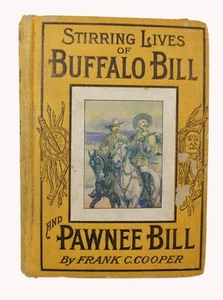 STIRRING LIVES
OF
BUFFALO BILL
AND
PAWNEE BILL
By FRANK C. COOPER